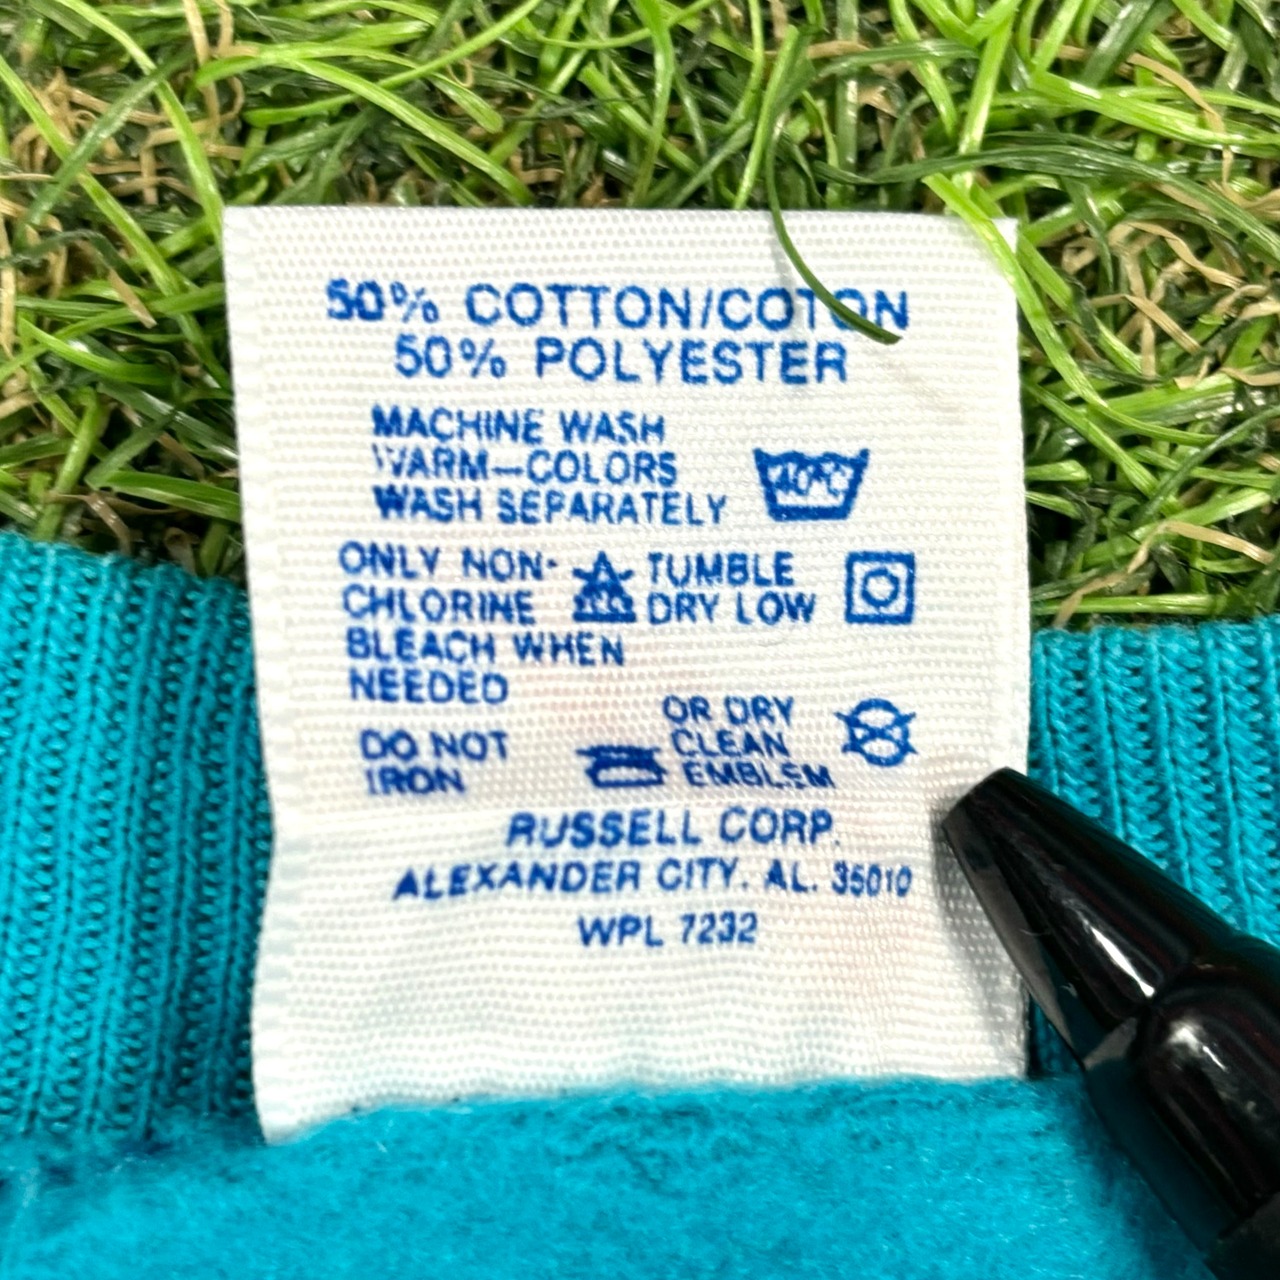 50% COTTON/COTON
50% POLYESTER
MACHINE WASH
WARM—COLORS
WASH SEPARATELY
40°C
ONLY NON-
CHLORINE
BLEACH WHEN
NEEDED
TUMBLE
DRY LOW
DO NOT
IRON
OR DRY
CLEAN
EMBLEM
RUSSELL CORP.
ALEXANDER CITY, AL. 35010
WPL 7232